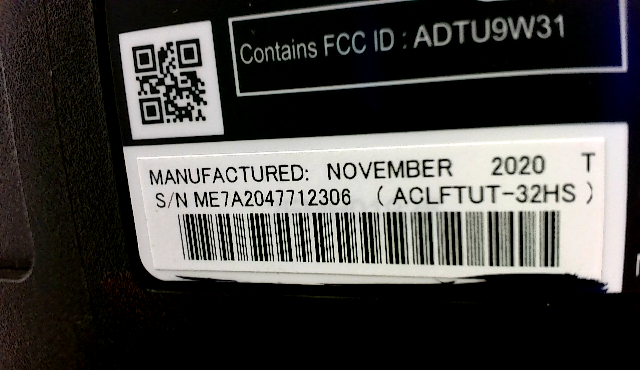 Contains FCC ID : ADTU9W31
MANUFACTURED: NOVEMBER 2020 T
S/N ME7A2047712306 ( ACLFTUT-32HS )